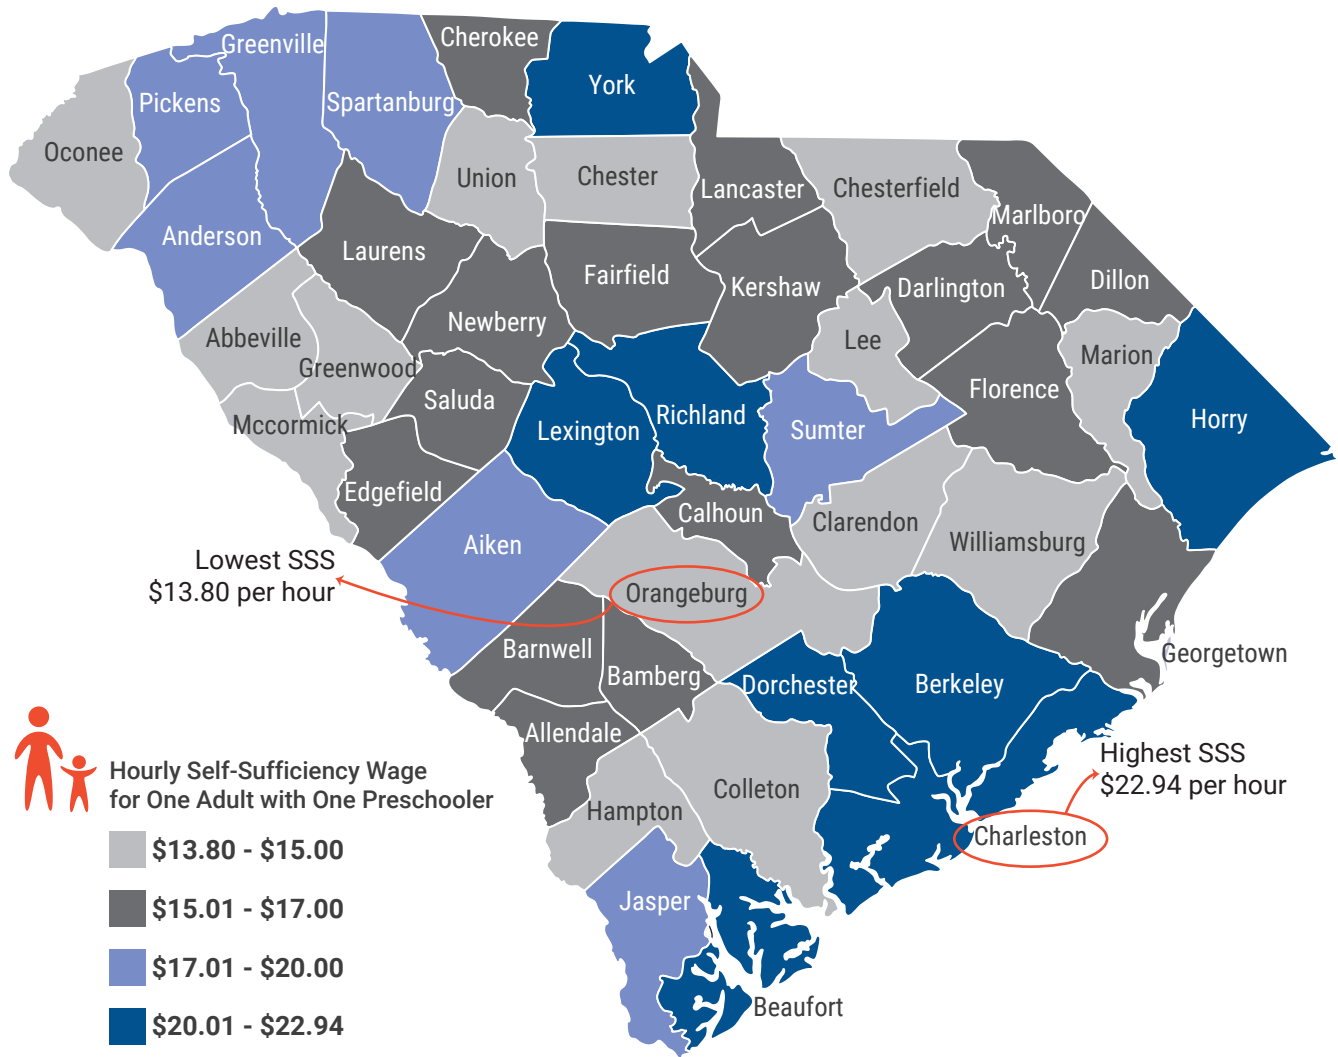 Greenville
Cherokee
York
Pickens
Spartanburg
Oconee
Union
Chester
Lancaster
Chesterfield
Marlboro
Anderson
Laurens
Fairfield
Kershaw
Darlington
Dillon
Newberry
Abbeville
Greenwood
Lee
Marion
Saluda
Florence
Mccormick
Lexington
Richland
Sumter
Horry
Edgefield
Calhoun
Clarendon
Williamsburg
Aiken
Lowest SSS
$13.80 per hour
Orangeburg
Barnwell
Bamberg
Georgetown
Dorchester
Berkeley
Allendale
Highest SSS
$22.94 per hour
Colleton
Hampton
Charleston
Jasper
Beaufort
Hourly Self-Sufficiency Wage
for One Adult with One Preschooler
$13.80 - $15.00
$15.01 - $17.00
$17.01 - $20.00
$20.01 - $22.94